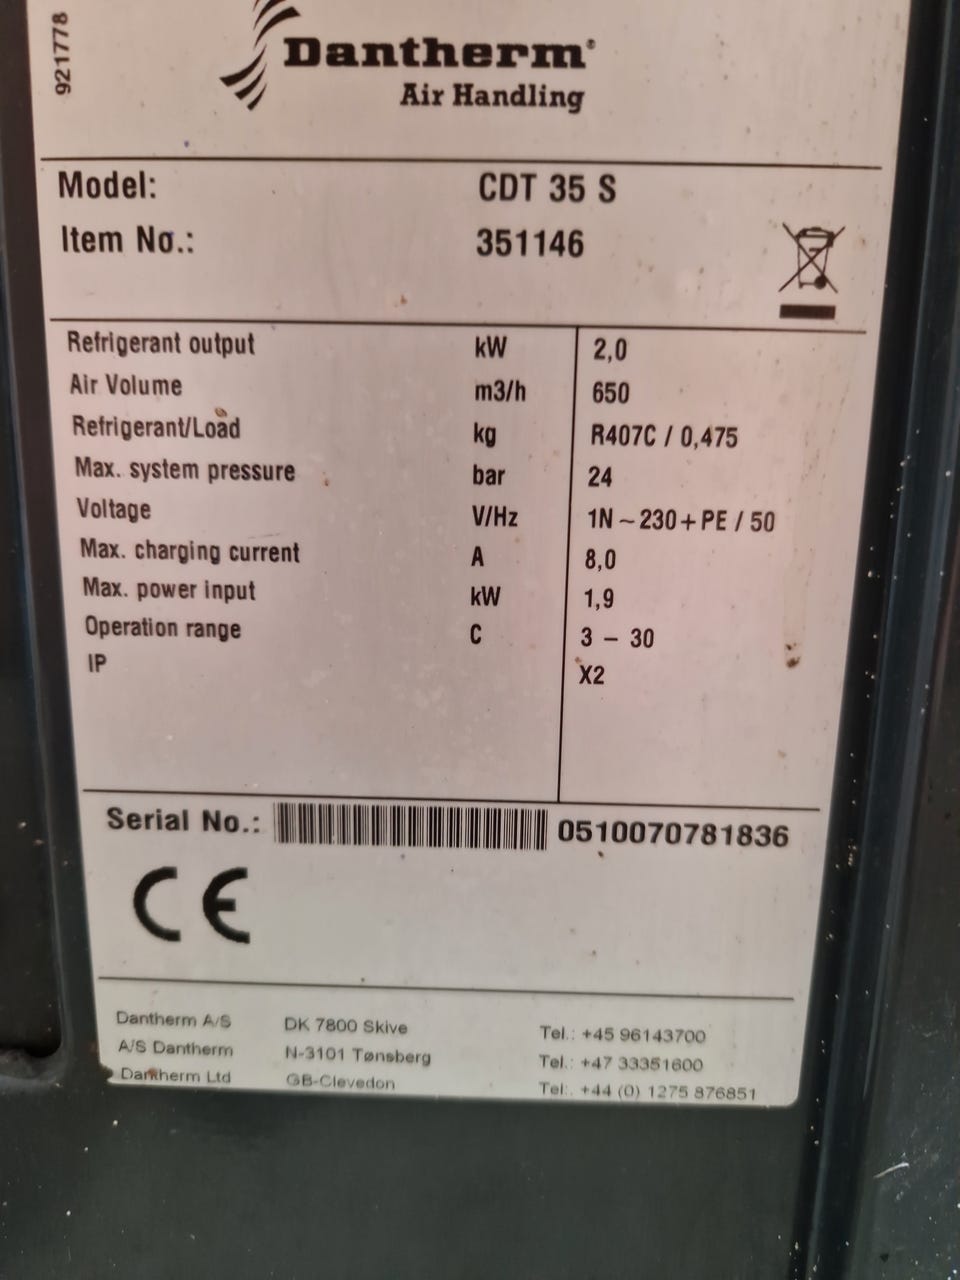 921778
Dantherm®
Air Handling
Model: CDT 35 S
Item No.: 351146
Refrigerant output kW 2,0
Air Volume m3/h 650
Refrigerant/Load kg R407C / 0,475
Max. system pressure bar 24
Voltage V/Hz 1N ~ 230 + PE / 50
Max. charging current A 8,0
Max. power input kW 1,9
Operation range C 3 – 30
IP X2
Serial No.: 0510070781836
CE
Dantherm A/S DK 7800 Skive Tel.: +45 96143700
A/S Dantherm N-3101 Tønsberg Tel.: +47 33351600
Dantherm Ltd GB-Clevedon Tel:. +44 (0) 1275 876851